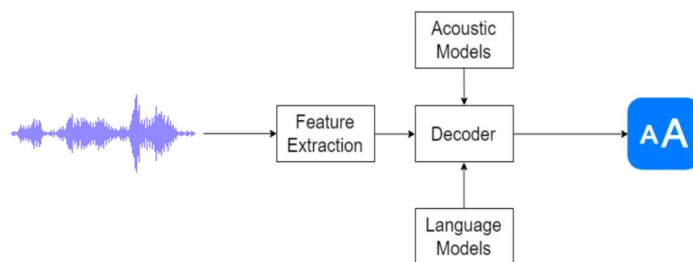 Acoustic
Models
Feature
Extraction
Decoder
AA
Language
Models